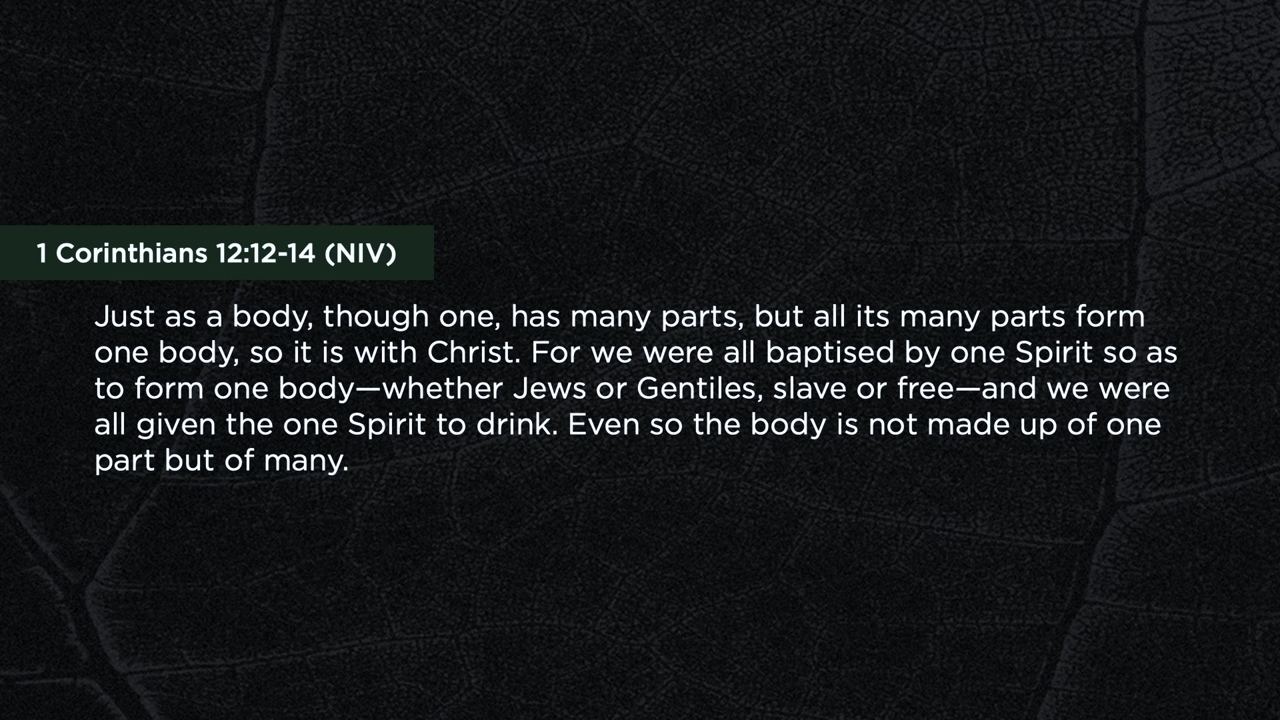 1 Corinthians 12:12-14 (NIV)
Just as a body, though one, has many parts, but all its many parts form
one body, so it is with Christ. For we were all baptised by one Spirit so as
to form one body—whether Jews or Gentiles, slave or free—and we were
all given the one Spirit to drink. Even so the body is not made up of one
part but of many.